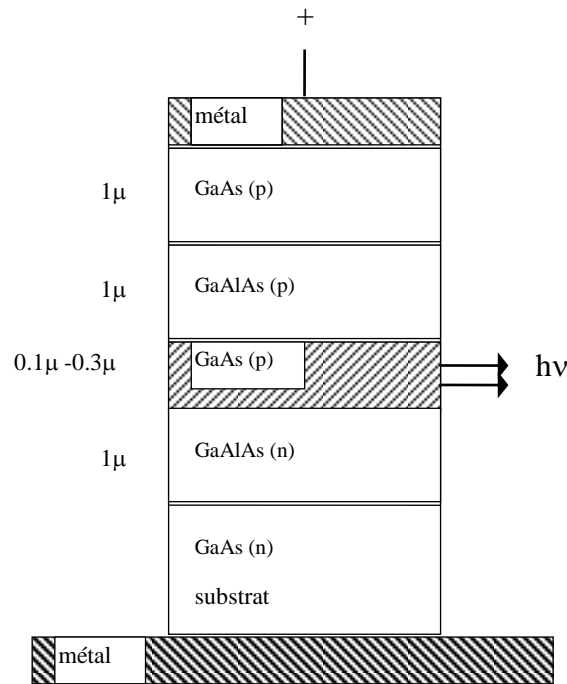 +
métal
1μ
GaAs (p)
1μ
GaAlAs (p)
0.1μ -0.3μ
GaAs (p)
hν
1μ
GaAlAs (n)
GaAs (n)
substrat
métal